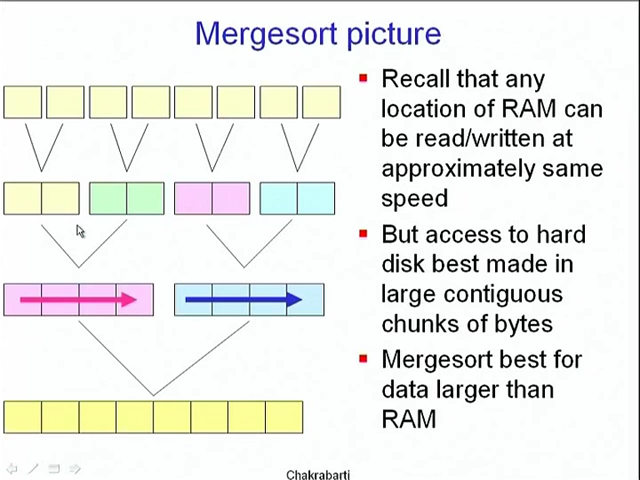 Mergesort picture
Recall that any
location of RAM can
be read/written at
approximately same
speed
But access to hard
disk best made in
large contiguous
chunks of bytes
Mergesort best for
data larger than
RAM
Chakrabarti